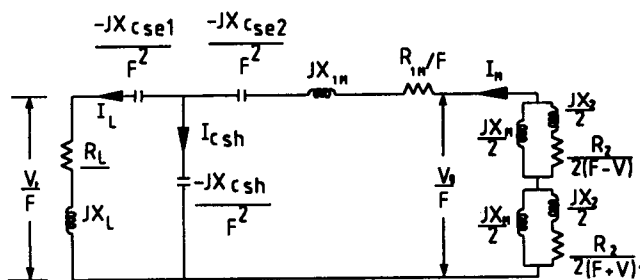 -JXcse1
F²
-JXcse2
F²
JX1M
R1M/F
IM
IL
Icsh
JXM
2
JX2
2
R2
2(F-V)
RL
V1
F
-JXcsh
F²
Vg
F
JXL
JXM
2
JX2
2
R2
2(F+V)